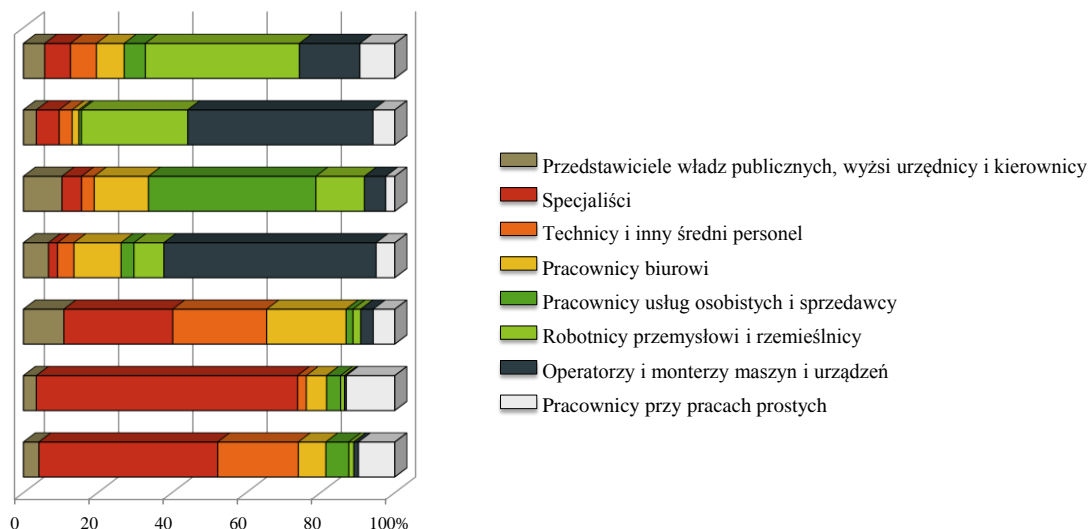 Przedstawiciele władz publicznych, wyżsi urzędnicy i kierownicy
Specjaliści
Technicy i inny średni personel
Pracownicy biurowi
Pracownicy usług osobistych i sprzedawcy
Robotnicy przemysłowi i rzemieślnicy
Operatorzy i monterzy maszyn i urządzeń
Pracownicy przy pracach prostych
0 20 40 60 80 100%